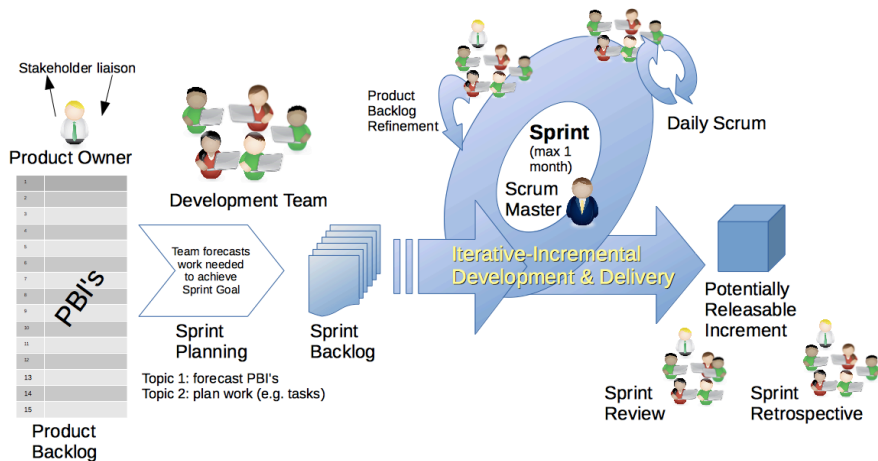 Stakeholder liaison
Product Owner
1
2
3
4
5
6
7
8
9
10
11
12
13
14
15
PBI's
Product
Backlog
Development Team
Team forecasts
work needed
to achieve
Sprint Goal
Sprint
Planning
Topic 1: forecast PBI's
Topic 2: plan work (e.g. tasks)
Sprint
Backlog
Product
Backlog
Refinement
Sprint
(max 1
month)
Scrum
Master
Daily Scrum
Iterative-Incremental
Development & Delivery
Potentially
Releasable
Increment
Sprint
Review
Sprint
Retrospective